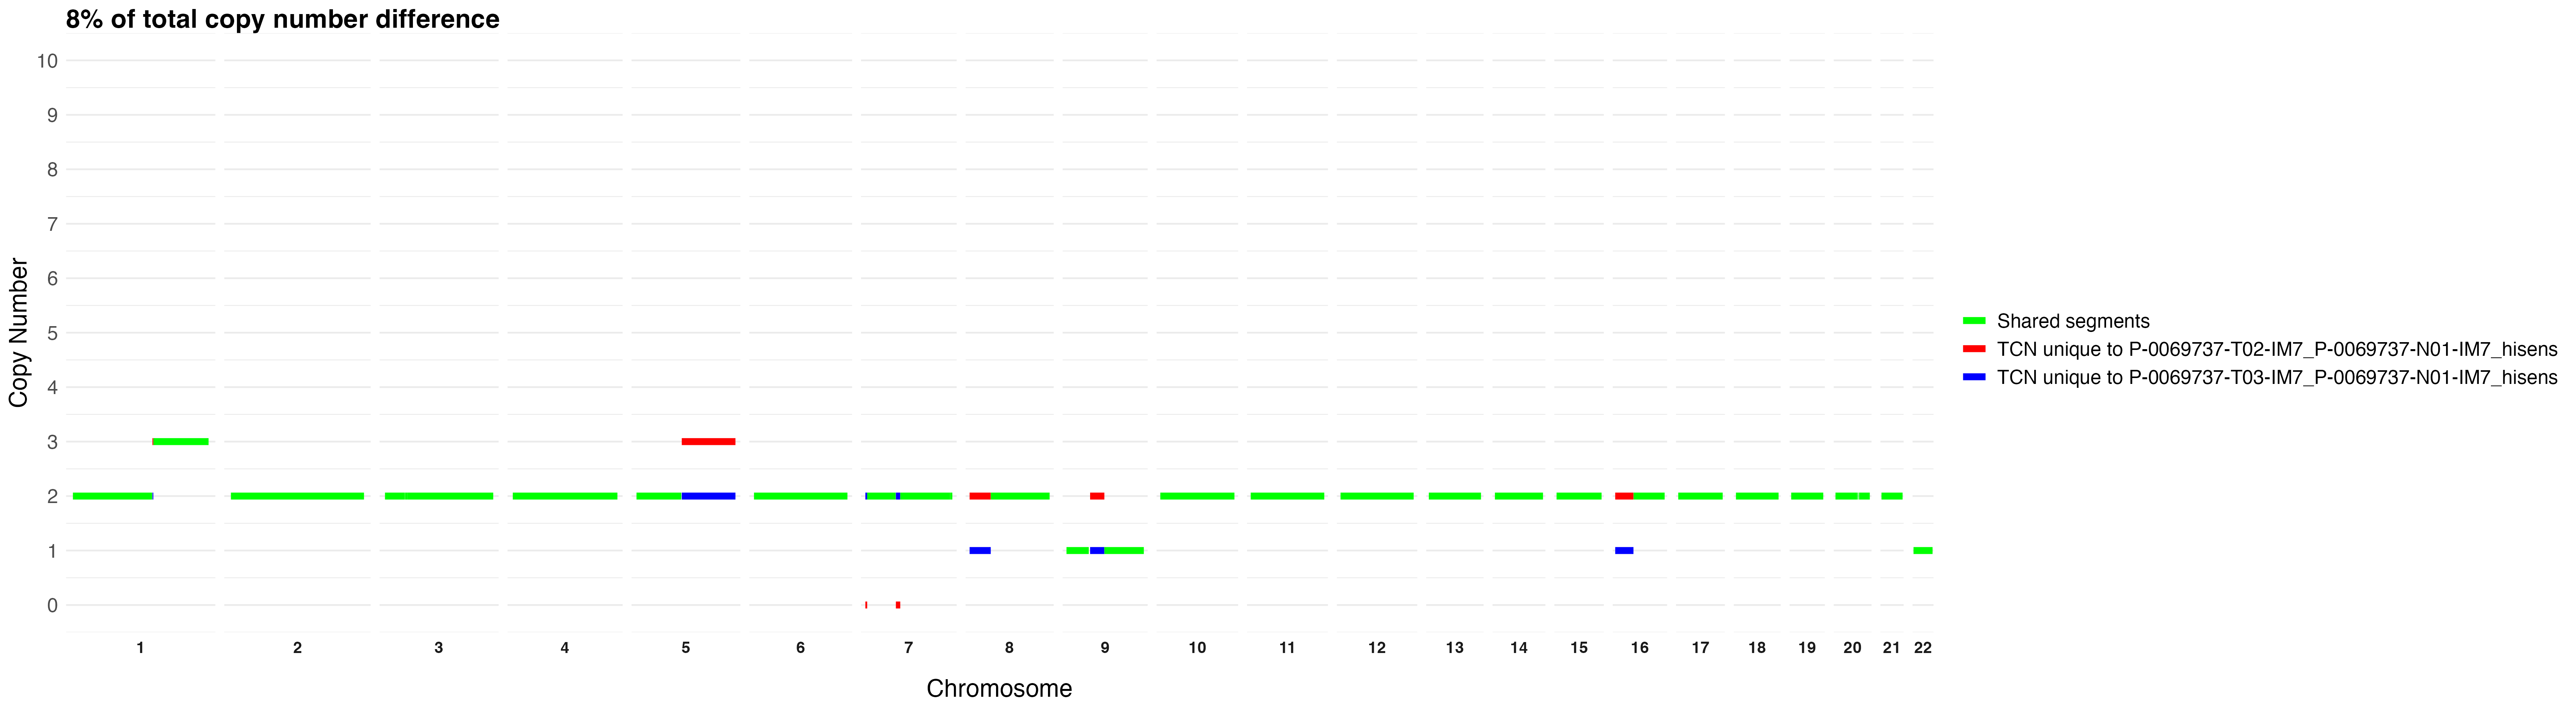 8% of total copy number difference
10
9
8
7
6
5
4
3
2
1
0
Copy Number
1 2 3 4 5 6 7 8 9 10 11 12 13 14 15 16 17 18 19 20 21 22
Chromosome
Shared segments
TCN unique to P-0069737-T02-IM7_P-0069737-N01-IM7_hisens
TCN unique to P-0069737-T03-IM7_P-0069737-N01-IM7_hisens